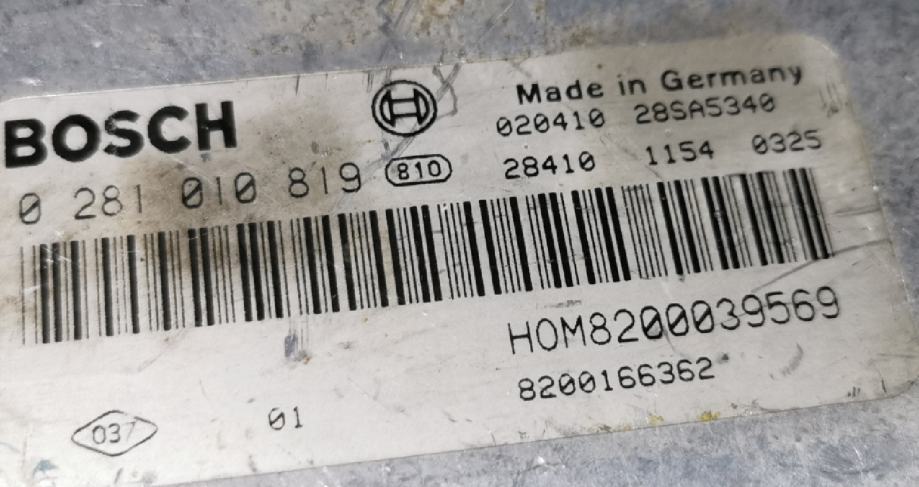 BOSCH
Made in Germany
020410 28SA5340
0 281 010 819 810
28410 1154 0325
HOM8200039569
8200166362
037 01